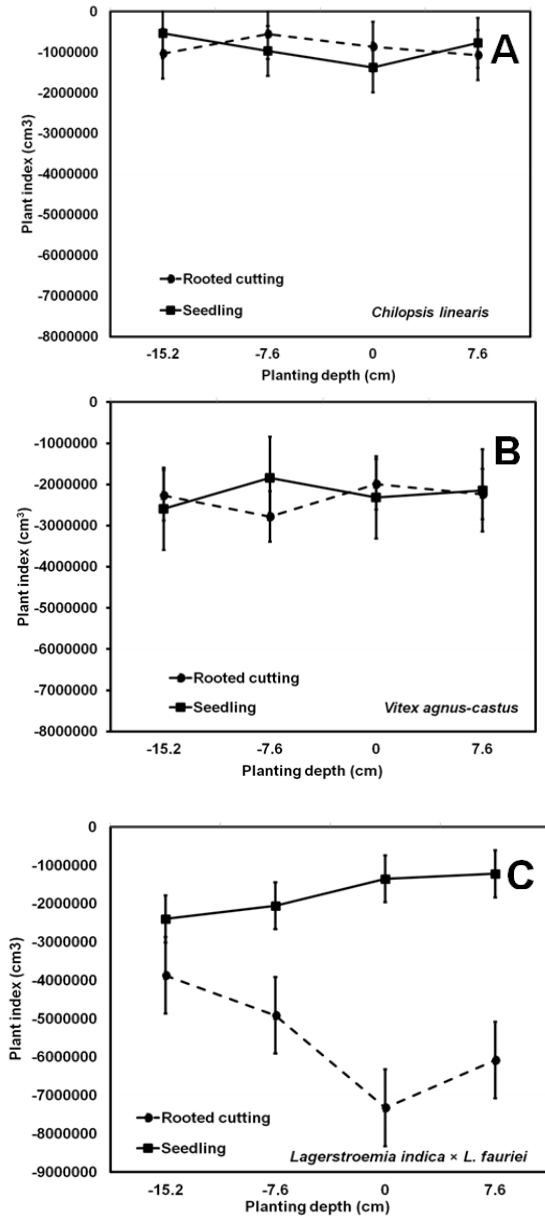 0
-1000000
-2000000
-3000000
-4000000
-5000000
-6000000
-7000000
-8000000
Plant index (cm3)
A
Rooted cutting
Seedling
Chilopsis linearis
-15.2 -7.6 0 7.6
Planting depth (cm)
0
-1000000
-2000000
-3000000
-4000000
-5000000
-6000000
-7000000
-8000000
Plant index (cm³)
B
Rooted cutting
Seedling
Vitex agnus-castus
-15.2 -7.6 0 7.6
Planting depth (cm)
0
-1000000
-2000000
-3000000
-4000000
-5000000
-6000000
-7000000
-8000000
-9000000
Plant index (cm3)
C
Rooted cutting
Seedling
Lagerstroemia indica × L. fauriei
-15.2 -7.6 0 7.6
Planting depth (cm)